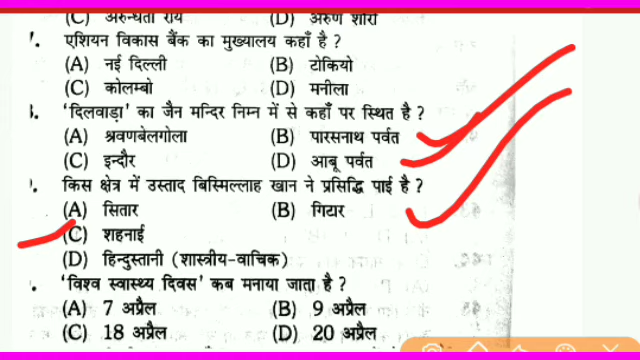 (C) अरुन्धती राय (D) अरुण शौरी
एशियन विकास बैंक का मुख्यालय कहाँ है ?
(A) नई दिल्ली (B) टोकियो
(C) कोलम्बो (D) मनीला
'दिलवाड़ा' का जैन मन्दिर निम्न में से कहाँ पर स्थित है ?
(A) श्रवणबेलगोला (B) पारसनाथ पर्वत
(C) इन्दौर (D) आबू पर्वत
किस क्षेत्र में उस्ताद बिस्मिल्लाह खान ने प्रसिद्धि पाई है ?
(A) सितार (B) गिटार
(C) शहनाई
(D) हिन्दुस्तानी (शास्त्रीय-वाचिक)
'विश्व स्वास्थ्य दिवस' कब मनाया जाता है ?
(A) 7 अप्रैल (B) 9 अप्रैल
(C) 18 अप्रैल (D) 20 अप्रैल